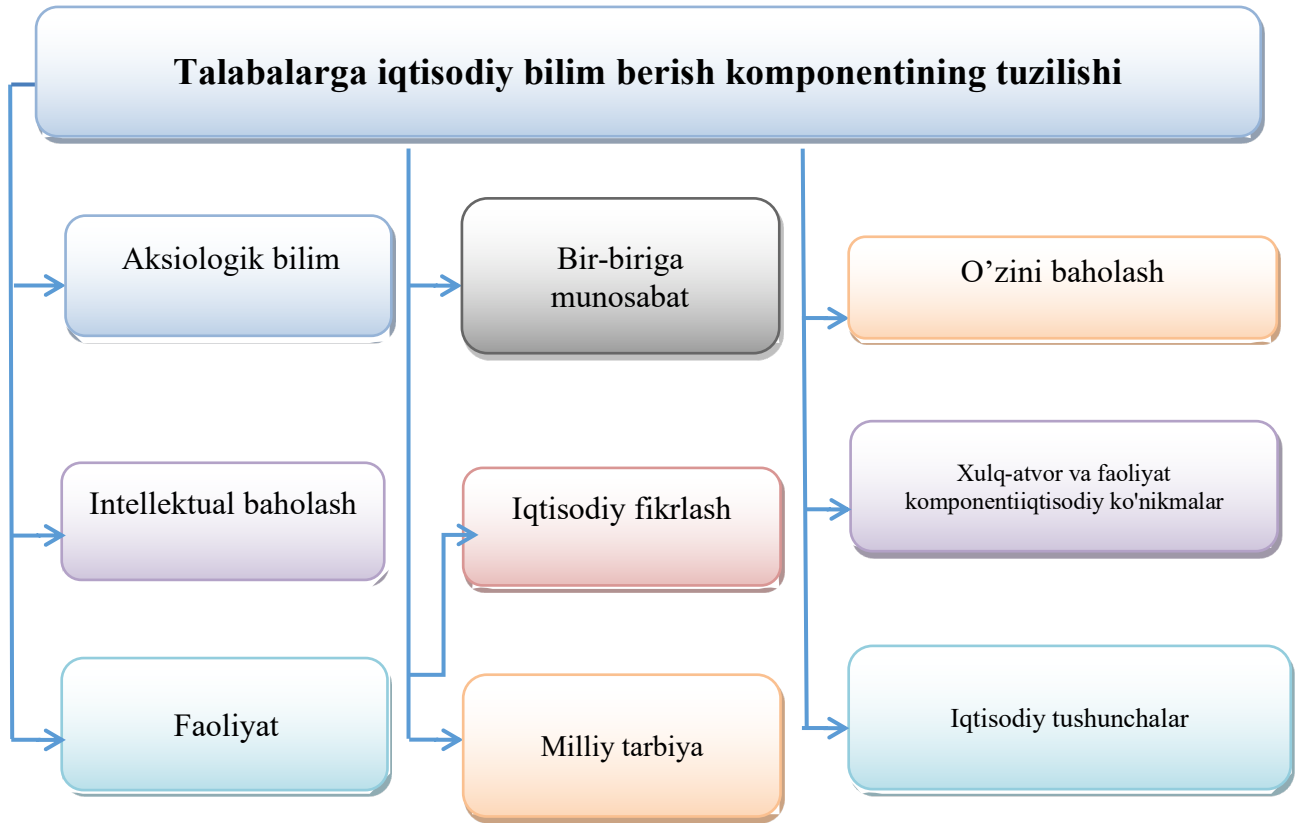 Talabalarga iqtisodiy bilim berish komponentining tuzilishi
Aksiologik bilim
Bir-biriga
munosabat
O’zini baholash
Intellektual baholash
Iqtisodiy fikrlash
Xulq-atvor va faoliyat
komponentiiqtisodiy ko'nikmalar
Faoliyat
Milliy tarbiya
Iqtisodiy tushunchalar